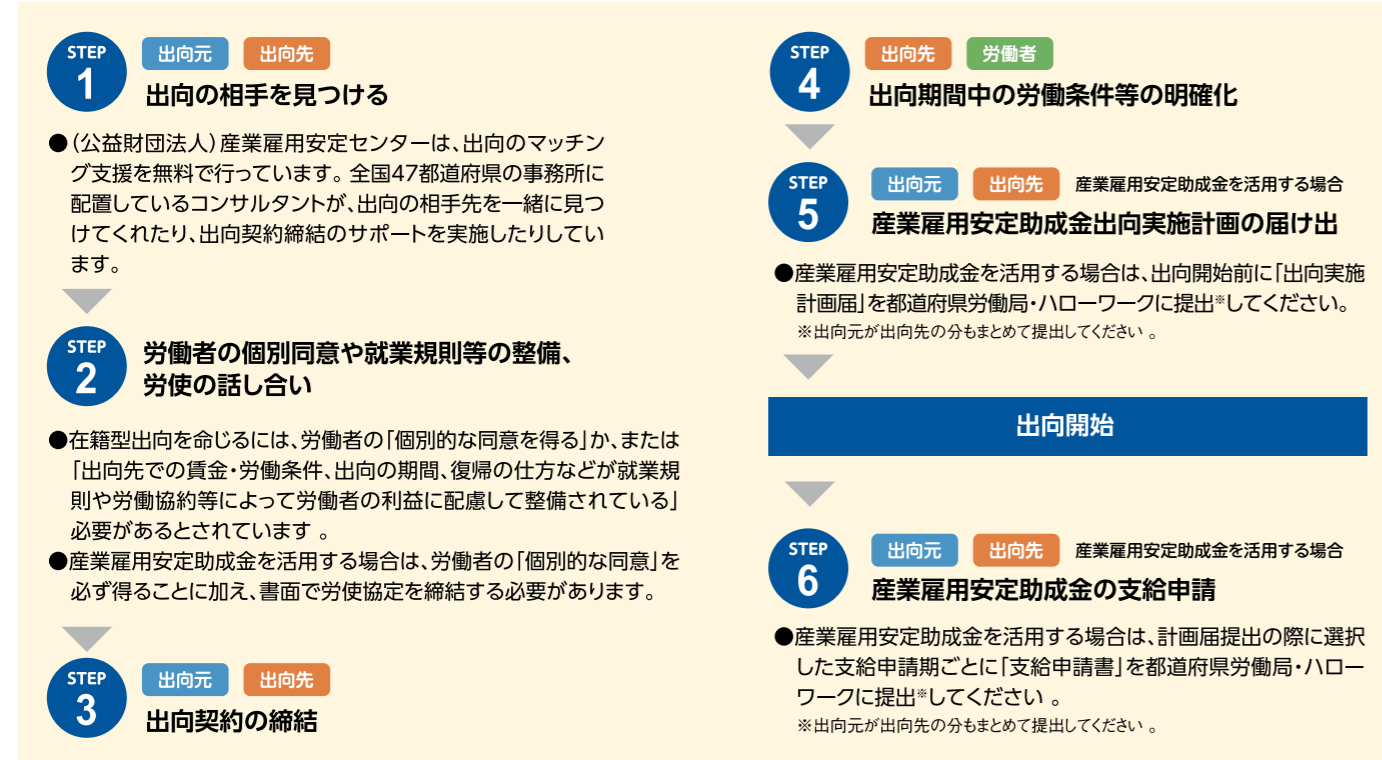 STEP 1
出向元 出向先
出向の相手を見つける
●(公益財団法人)産業雇用安定センターは、出向のマッチン
グ支援を無料で行っています。全国47都道府県の事務所に
配置しているコンサルタントが、出向の相手先を一緒に見つ
けてくれたり、出向契約締結のサポートを実施したりしてい
ます。
STEP 2
労働者の個別同意や就業規則等の整備、
労使の話し合い
●在籍型出向を命じるには、労働者の「個別的な同意を得る」か、または
「出向先での賃金・労働条件、出向の期間、復帰の仕方などが就業規
則や労働協約等によって労働者の利益に配慮して整備されている」
必要があるとされています 。
●産業雇用安定助成金を活用する場合は、労働者の「個別的な同意」を
必ず得ることに加え、書面で労使協定を締結する必要があります。
STEP 3
出向元 出向先
出向契約の締結
STEP 4
出向先 労働者
出向期間中の労働条件等の明確化
STEP 5
出向元 出向先 産業雇用安定助成金を活用する場合
産業雇用安定助成金出向実施計画の届け出
●産業雇用安定助成金を活用する場合は、出向開始前に「出向実施
計画届」を都道府県労働局・ハローワークに提出※してください。
※出向元が出向先の分もまとめて提出してください 。
出向開始
STEP 6
出向元 出向先 産業雇用安定助成金を活用する場合
産業雇用安定助成金の支給申請
●産業雇用安定助成金を活用する場合は、計画届提出の際に選択
した支給申請期ごとに「支給申請書」を都道府県労働局・ハロー
ワークに提出※してください 。
※出向元が出向先の分もまとめて提出してください 。